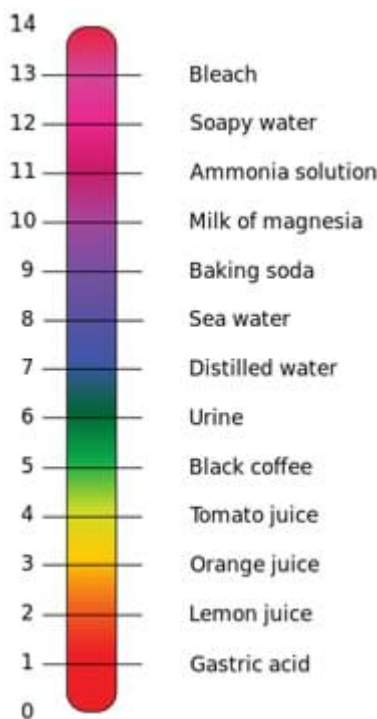 14
13 Bleach
12 Soapy water
11 Ammonia solution
10 Milk of magnesia
9 Baking soda
8 Sea water
7 Distilled water
6 Urine
5 Black coffee
4 Tomato juice
3 Orange juice
2 Lemon juice
1 Gastric acid
0